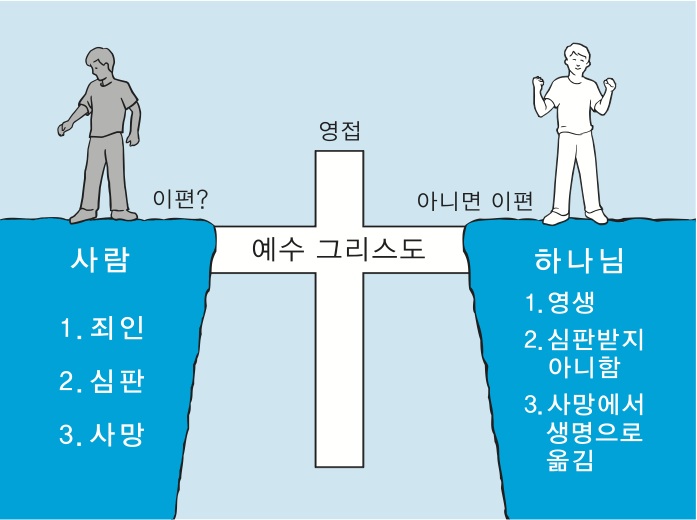 영접
이편?
아니면 이편
예수 그리스도
사람
1. 죄인
2. 심판
3. 사망
하나님
1. 영생
2. 심판받지
아니함
3. 사망에서
생명으로
옮김